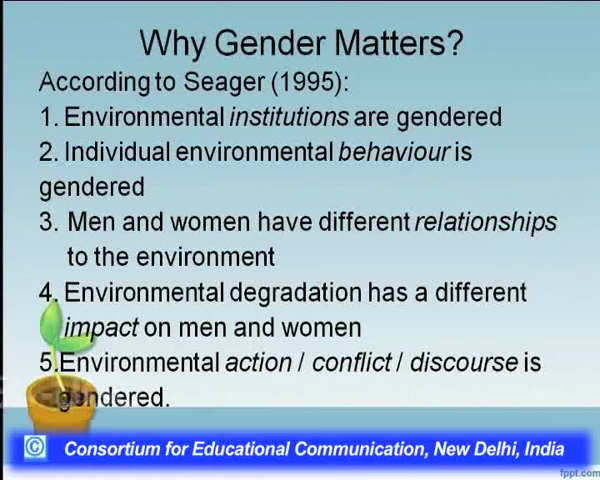 Why Gender Matters?
According to Seager (1995):
1. Environmental institutions are gendered
2. Individual environmental behaviour is
gendered
3. Men and women have different relationships
to the environment
4. Environmental degradation has a different
impact on men and women
5.Environmental action / conflict / discourse is
gendered.
© Consortium for Educational Communication, New Delhi, India
fppt.com